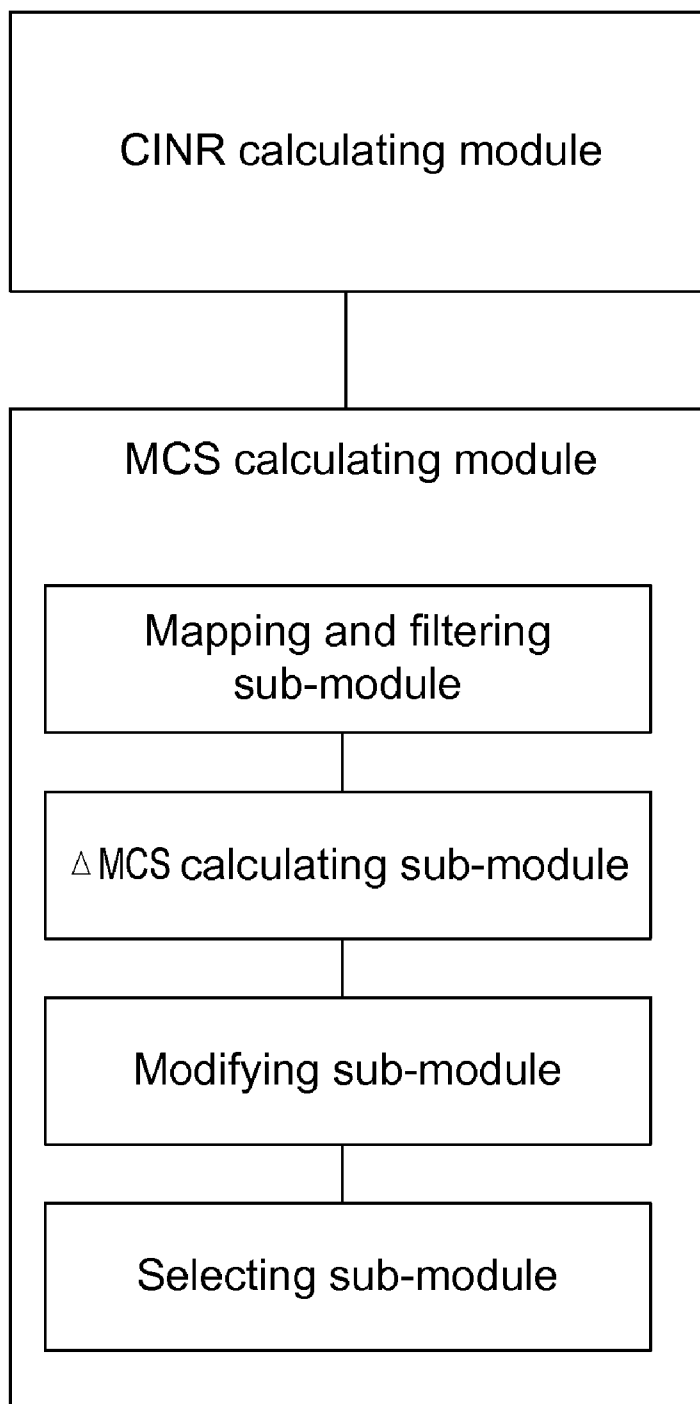 CINR calculating module
MCS calculating module
Mapping and filtering
sub-module
△MCS calculating sub-module
Modifying sub-module
Selecting sub-module